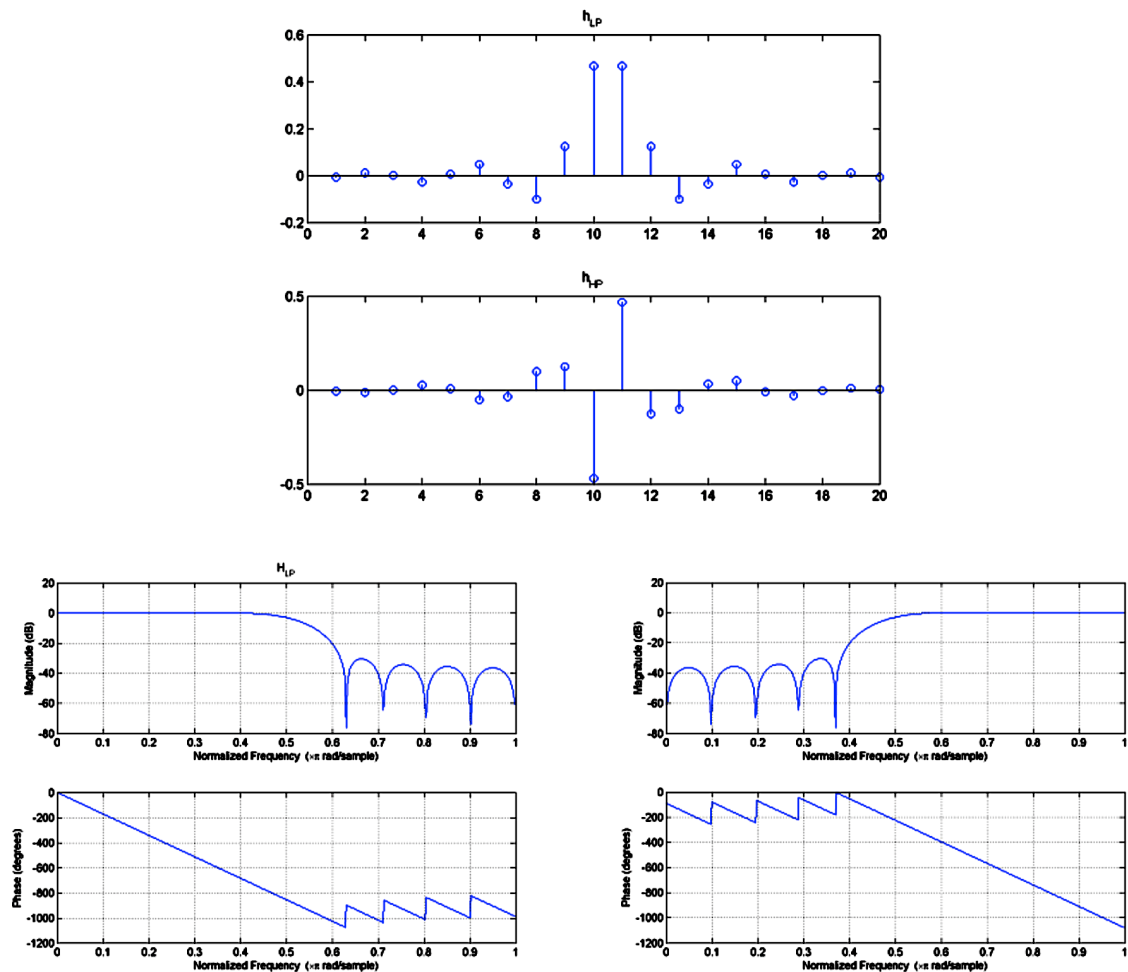 h_LP
0.6
0.4
0.2
0
-0.2
0 2 4 6 8 10 12 14 16 18 20
h_HP
0.5
0
-0.5
0 2 4 6 8 10 12 14 16 18 20
H_LP
20
0
-20
-40
-60
-80
Magnitude (dB)
0 0.1 0.2 0.3 0.4 0.5 0.6 0.7 0.8 0.9 1
Normalized Frequency (×π rad/sample)
20
0
-20
-40
-60
-80
Magnitude (dB)
0 0.1 0.2 0.3 0.4 0.5 0.6 0.7 0.8 0.9 1
Normalized Frequency (×π rad/sample)
0
-200
-400
-600
-800
-1000
-1200
Phase (degrees)
0 0.1 0.2 0.3 0.4 0.5 0.6 0.7 0.8 0.9 1
Normalized Frequency (×π rad/sample)
0
-200
-400
-600
-800
-1000
-1200
Phase (degrees)
0 0.1 0.2 0.3 0.4 0.5 0.6 0.7 0.8 0.9 1
Normalized Frequency (×π rad/sample)